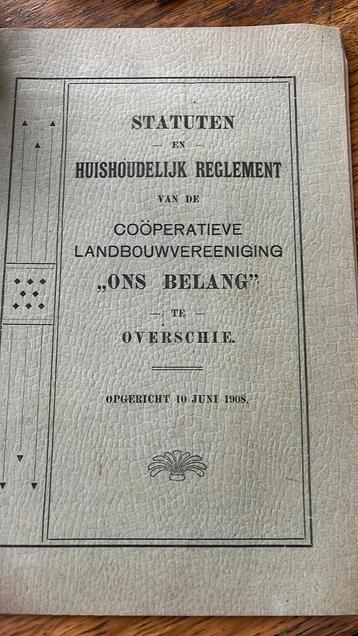 STATUTEN
— EN —
HUISHOUDELIJK REGLEMENT
VAN DE
COÖPERATIEVE
LANDBOUWVEREENIGING
„ONS BELANG”
— TE —
OVERSCHIE.
OPGERICHT 10 JUNI 1908.